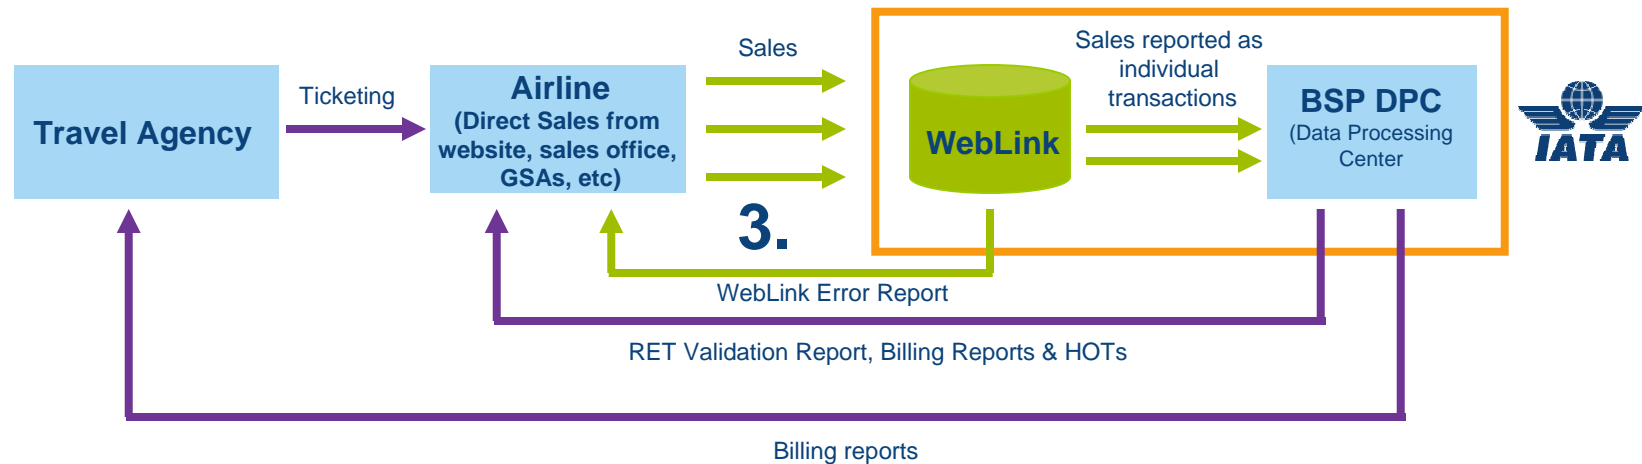 Sales
Sales reported as
individual
transactions
Travel Agency
Ticketing
Airline
(Direct Sales from
website, sales office,
GSAs, etc)
WebLink
BSP DPC
(Data Processing
Center
IATA
3.
WebLink Error Report
RET Validation Report, Billing Reports & HOTs
Billing reports